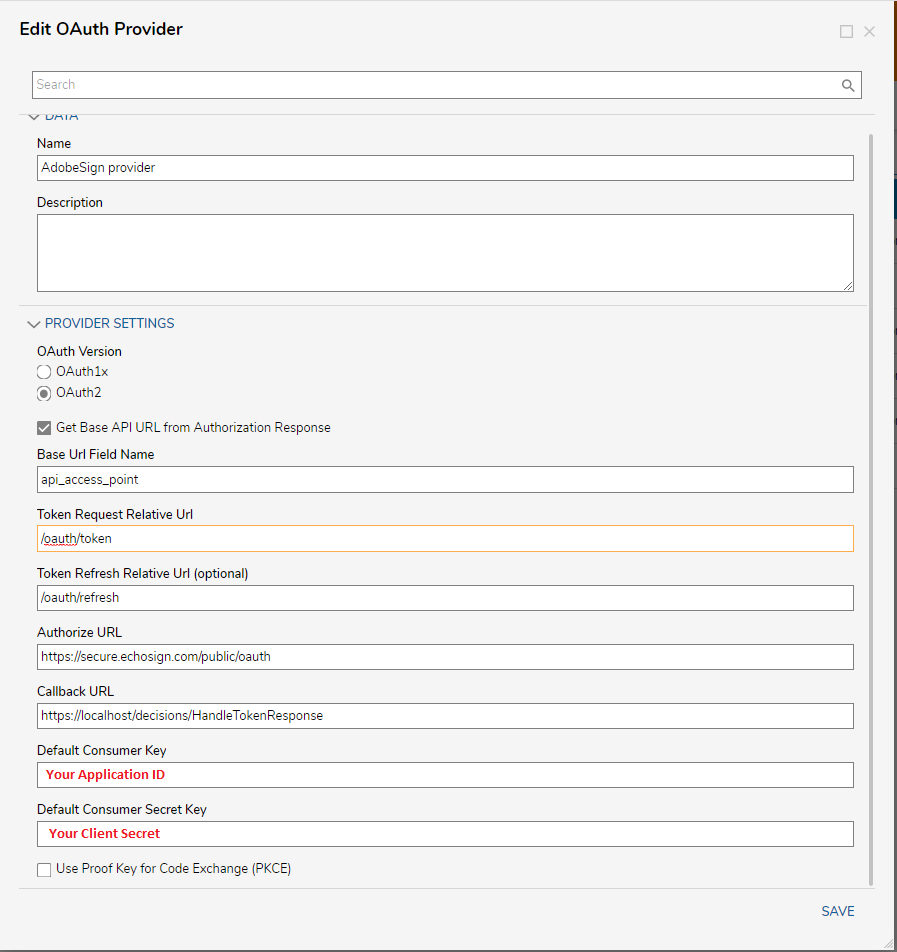 Edit OAuth Provider
Search
DATA
Name
AdobeSign provider
Description
PROVIDER SETTINGS
OAuth Version
OAuth1x
OAuth2
Get Base API URL from Authorization Response
Base Url Field Name
api_access_point
Token Request Relative Url
/oauth/token
Token Refresh Relative Url (optional)
/oauth/refresh
Authorize URL
https://secure.echosign.com/public/oauth
Callback URL
https://localhost/decisions/HandleTokenResponse
Default Consumer Key
Your Application ID
Default Consumer Secret Key
Your Client Secret
Use Proof Key for Code Exchange (PKCE)
SAVE